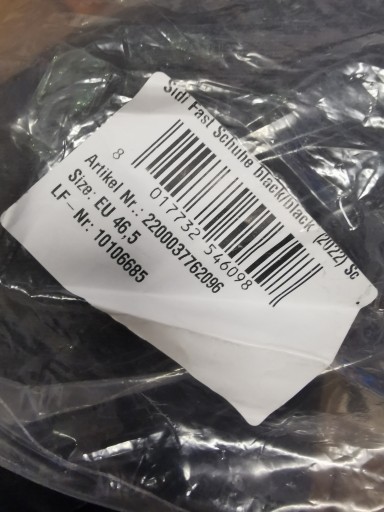 Sidi Fast Schuhe black/black (2022) Sc
8 017732 546098
Artikel Nr.: 2200037762096
Size: EU 46,5
LF-Nr: 10106685